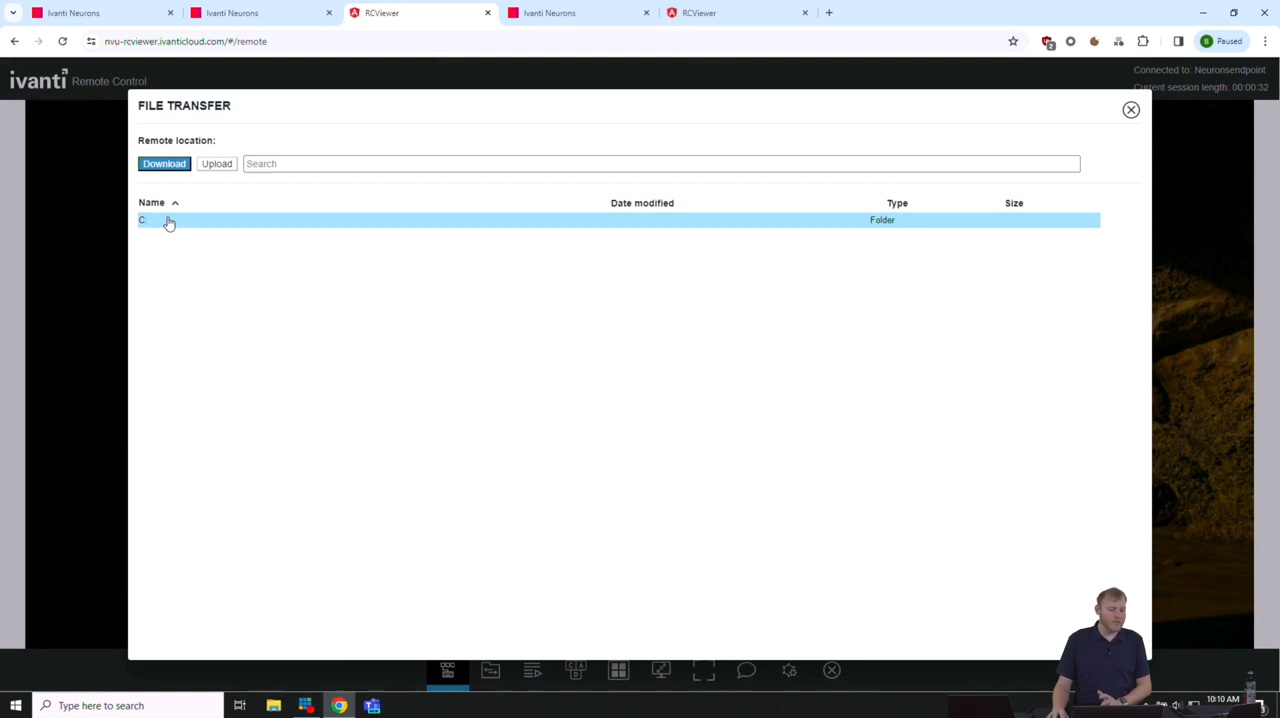 Ivanti Neurons
Ivanti Neurons
RCViewer
Ivanti Neurons
RCViewer
nvu-rcviewer.ivanticloud.com/#/remote
2
B
Paused
ivanti
Remote Control
Connected to: Neuronsendpoint
Current session length: 00:00:32
FILE TRANSFER
Remote location:
Download
Upload
Search
Name
Date modified
Type
Size
C:
Folder
C A
D
Type here to search
10:10 AM